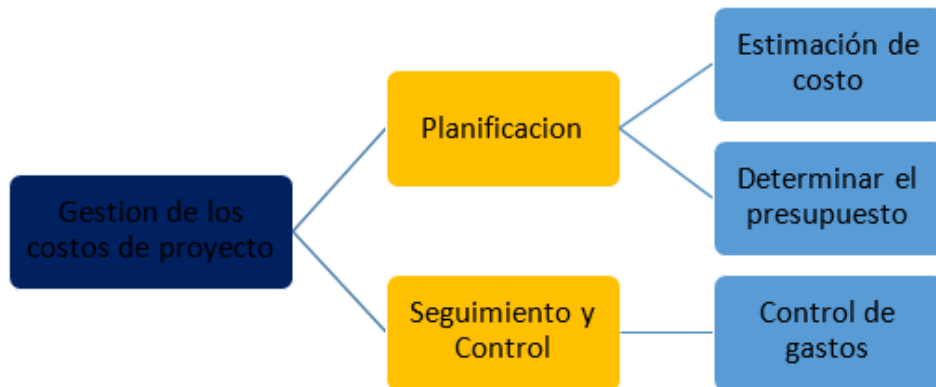 Gestion de los
costos de proyecto
Planificacion
Estimación de
costo
Determinar el
presupuesto
Seguimiento y
Control
Control de
gastos